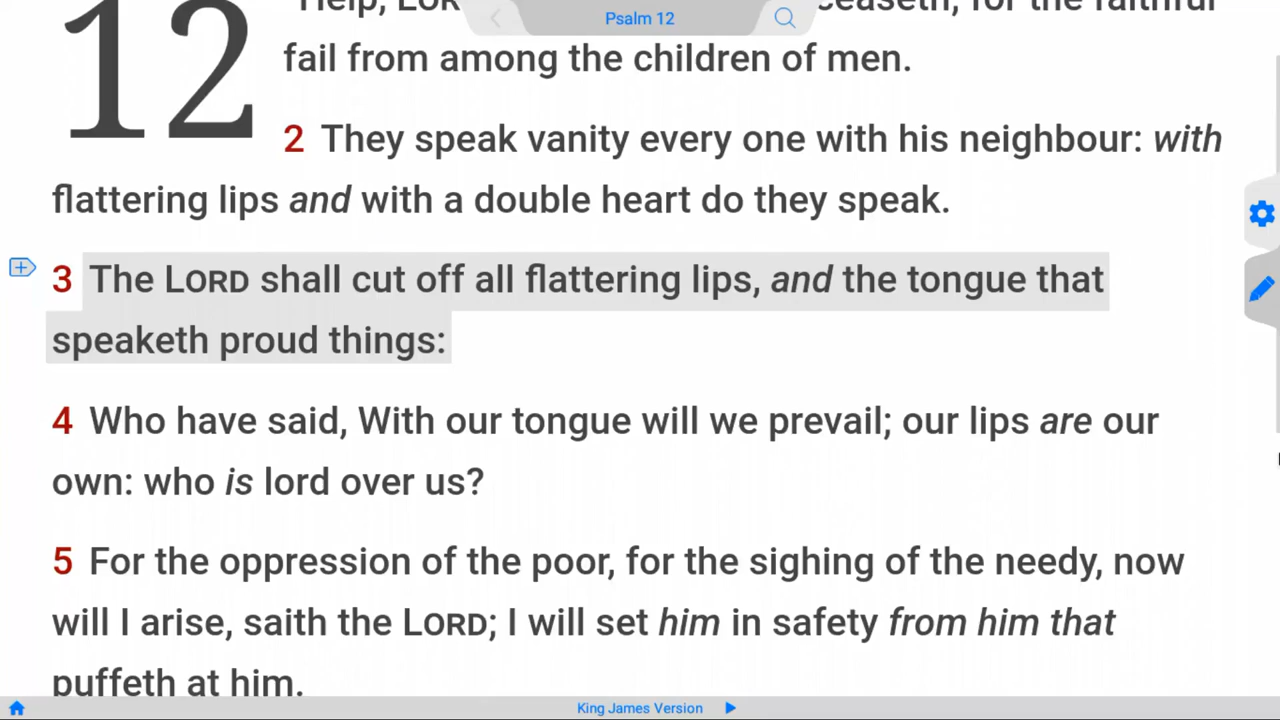 Psalm 12
12
fail from among the children of men.
2 They speak vanity every one with his neighbour: with
flattering lips and with a double heart do they speak.
3 The LORD shall cut off all flattering lips, and the tongue that
speaketh proud things:
4 Who have said, With our tongue will we prevail; our lips are our
own: who is lord over us?
5 For the oppression of the poor, for the sighing of the needy, now
will I arise, saith the LORD; I will set him in safety from him that
puffeth at him.
King James Version